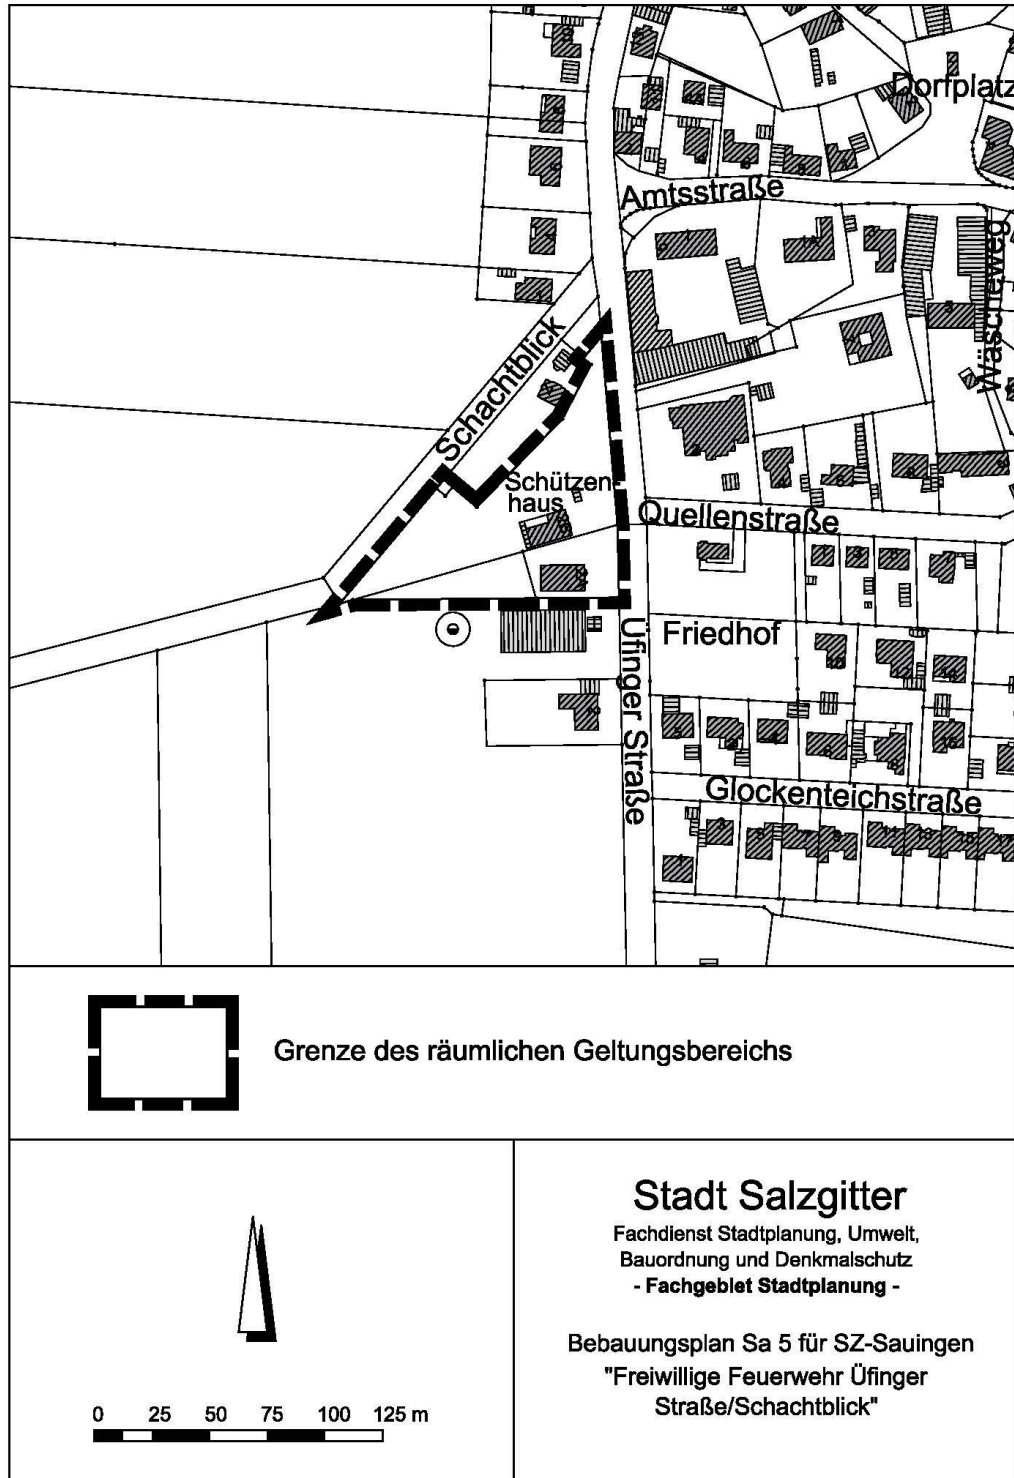 Dorfplatz
Amtsstraße
Wäscheweg
Schachtblick
Schützen-
haus
Quellenstraße
Friedhof
Üfinger Straße
Glockenteichstraße
Grenze des räumlichen Geltungsbereichs
Stadt Salzgitter
Fachdienst Stadtplanung, Umwelt,
Bauordnung und Denkmalschutz
- Fachgebiet Stadtplanung -
Bebauungsplan Sa 5 für SZ-Sauingen
"Freiwillige Feuerwehr Üfinger
Straße/Schachtblick"
0 25 50 75 100 125 m